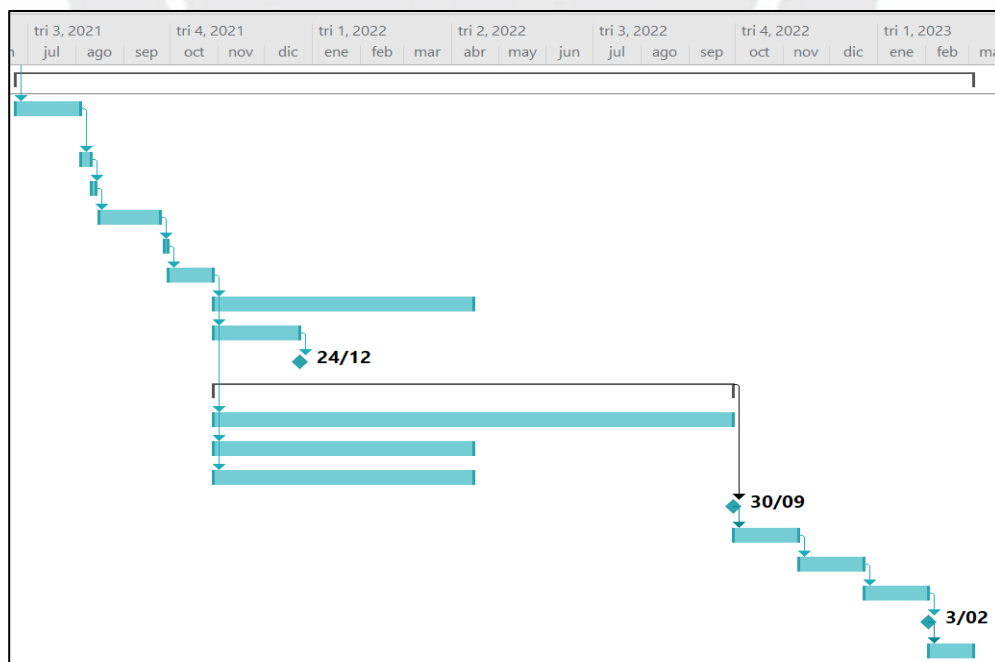 tri 3, 2021 tri 4, 2021 tri 1, 2022 tri 2, 2022 tri 3, 2022 tri 4, 2022 tri 1, 2023
jul ago sep oct nov dic ene feb mar abr may jun jul ago sep oct nov dic ene feb
24/12
30/09
3/02